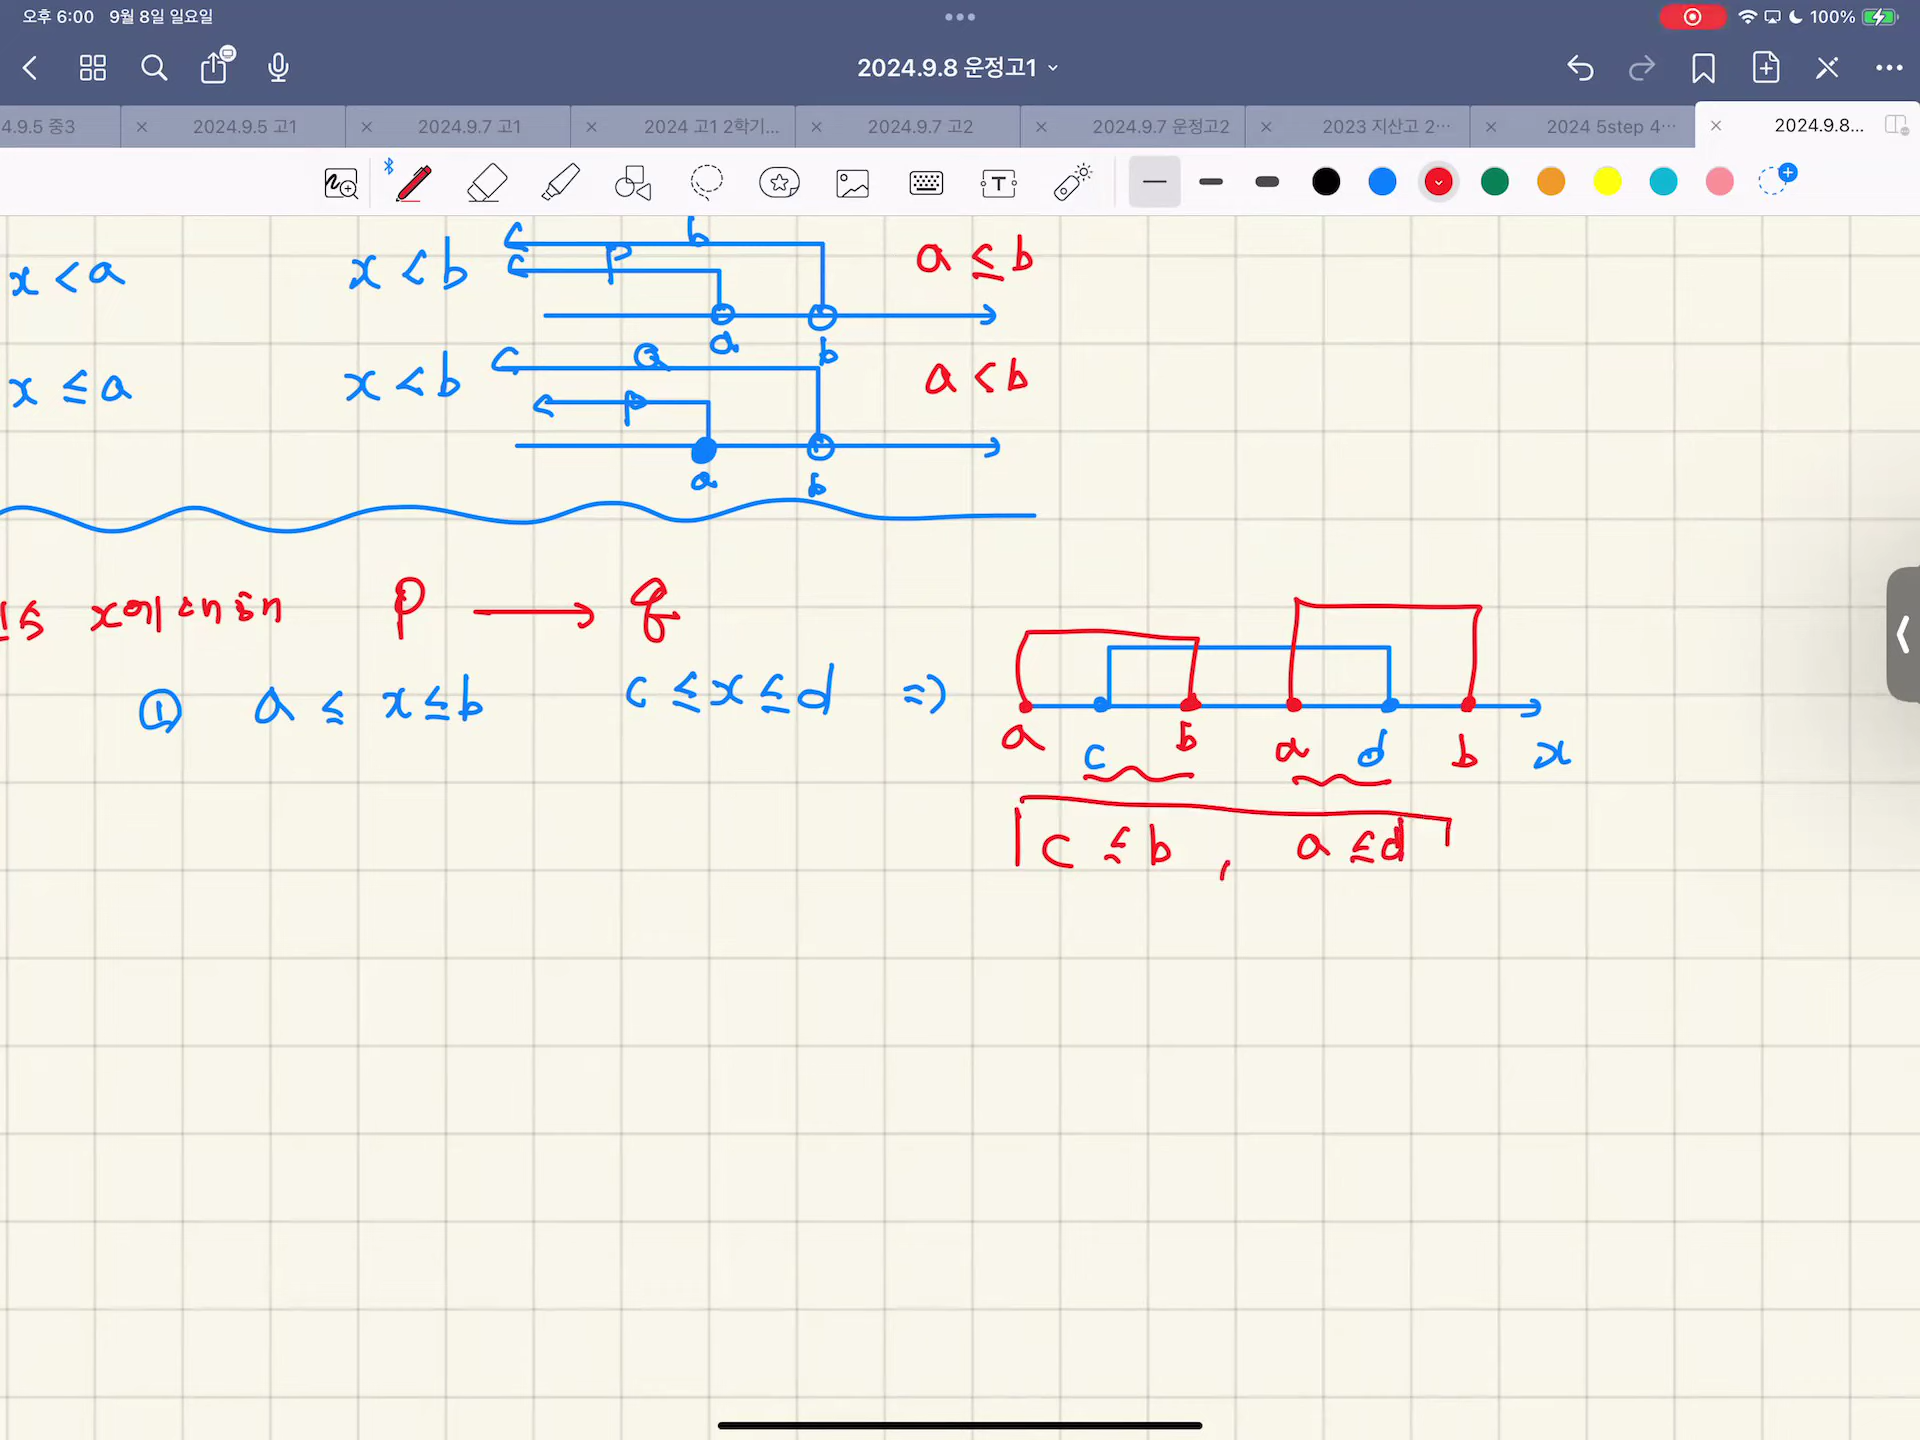 오후 6:00 9월 8일 일요일
100%
2024.9.8 운정고1
4.9.5 중3
2024.9.5 고1
2024.9.7 고1
2024 고1 2학기...
2024.9.7 고2
2024.9.7 운정고2
2023 지산고 2...
2024 5step 4...
2024.9.8...
x < a x < b b P a ≤ b
a b
x ≤ a x < b Q P a < b
a b
x에 대해 P → q
① a ≤ x ≤ b c ≤ x ≤ d ⇒
a c b a d b x
c ≤ b , a ≤ d